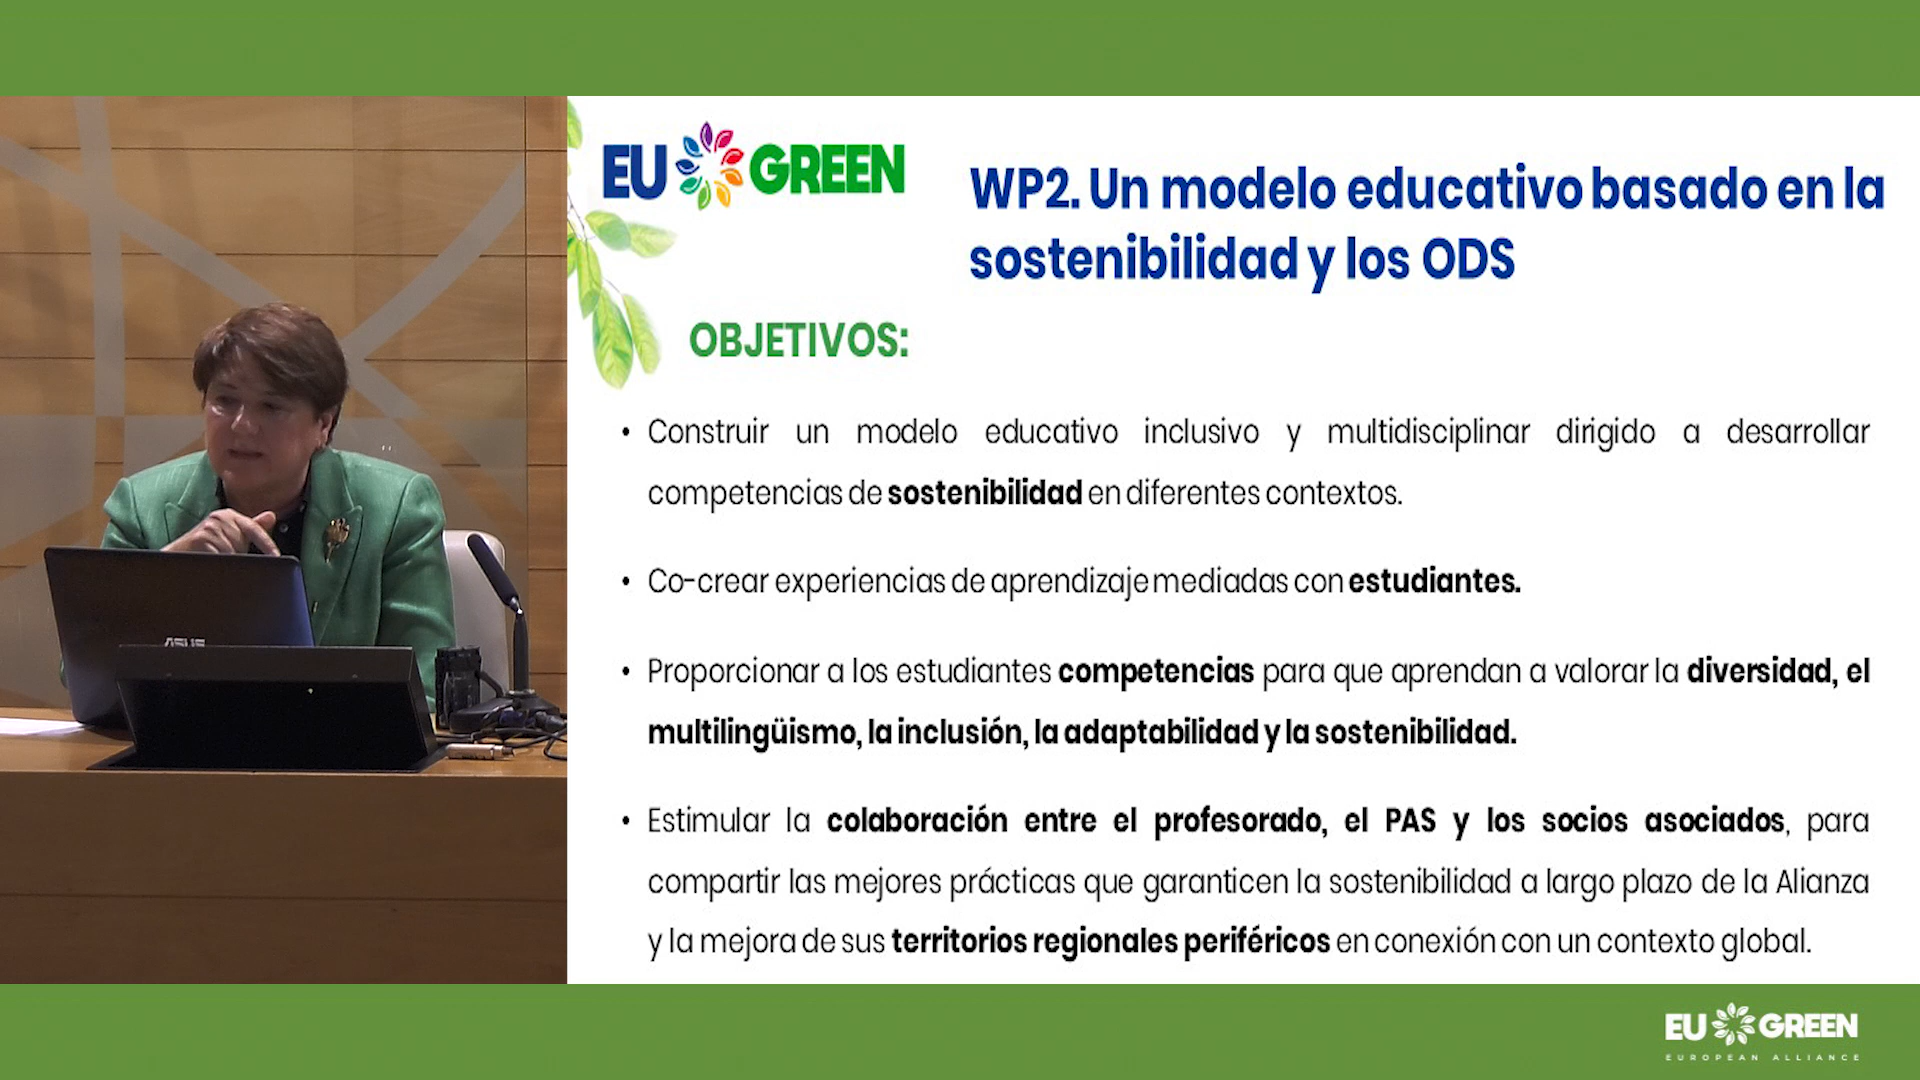 EU GREEN
WP2. Un modelo educativo basado en la
sostenibilidad y los ODS
OBJETIVOS:
• Construir un modelo educativo inclusivo y multidisciplinar dirigido a desarrollar
competencias de sostenibilidad en diferentes contextos.
• Co-crear experiencias de aprendizaje mediadas con estudiantes.
• Proporcionar a los estudiantes competencias para que aprendan a valorar la diversidad, el
multilingüismo, la inclusión, la adaptabilidad y la sostenibilidad.
• Estimular la colaboración entre el profesorado, el PAS y los socios asociados, para
compartir las mejores prácticas que garanticen la sostenibilidad a largo plazo de la Alianza
y la mejora de sus territorios regionales periféricos en conexión con un contexto global.
ASUS
EU GREEN
EUROPEAN ALLIANCE